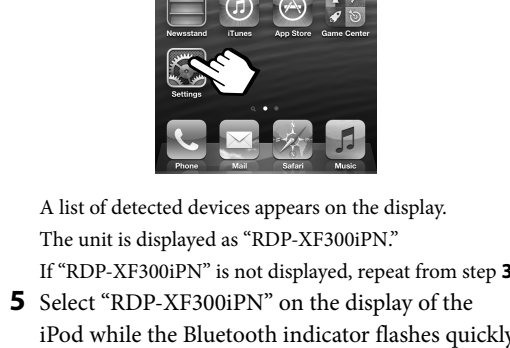 Newsstand iTunes App Store Game Center
Settings
Phone Mail Safari Music
A list of detected devices appears on the display.
The unit is displayed as “RDP-XF300iPN.”
If “RDP-XF300iPN” is not displayed, repeat from step 3
5 Select “RDP-XF300iPN” on the display of the
iPod while the Bluetooth indicator flashes quickly